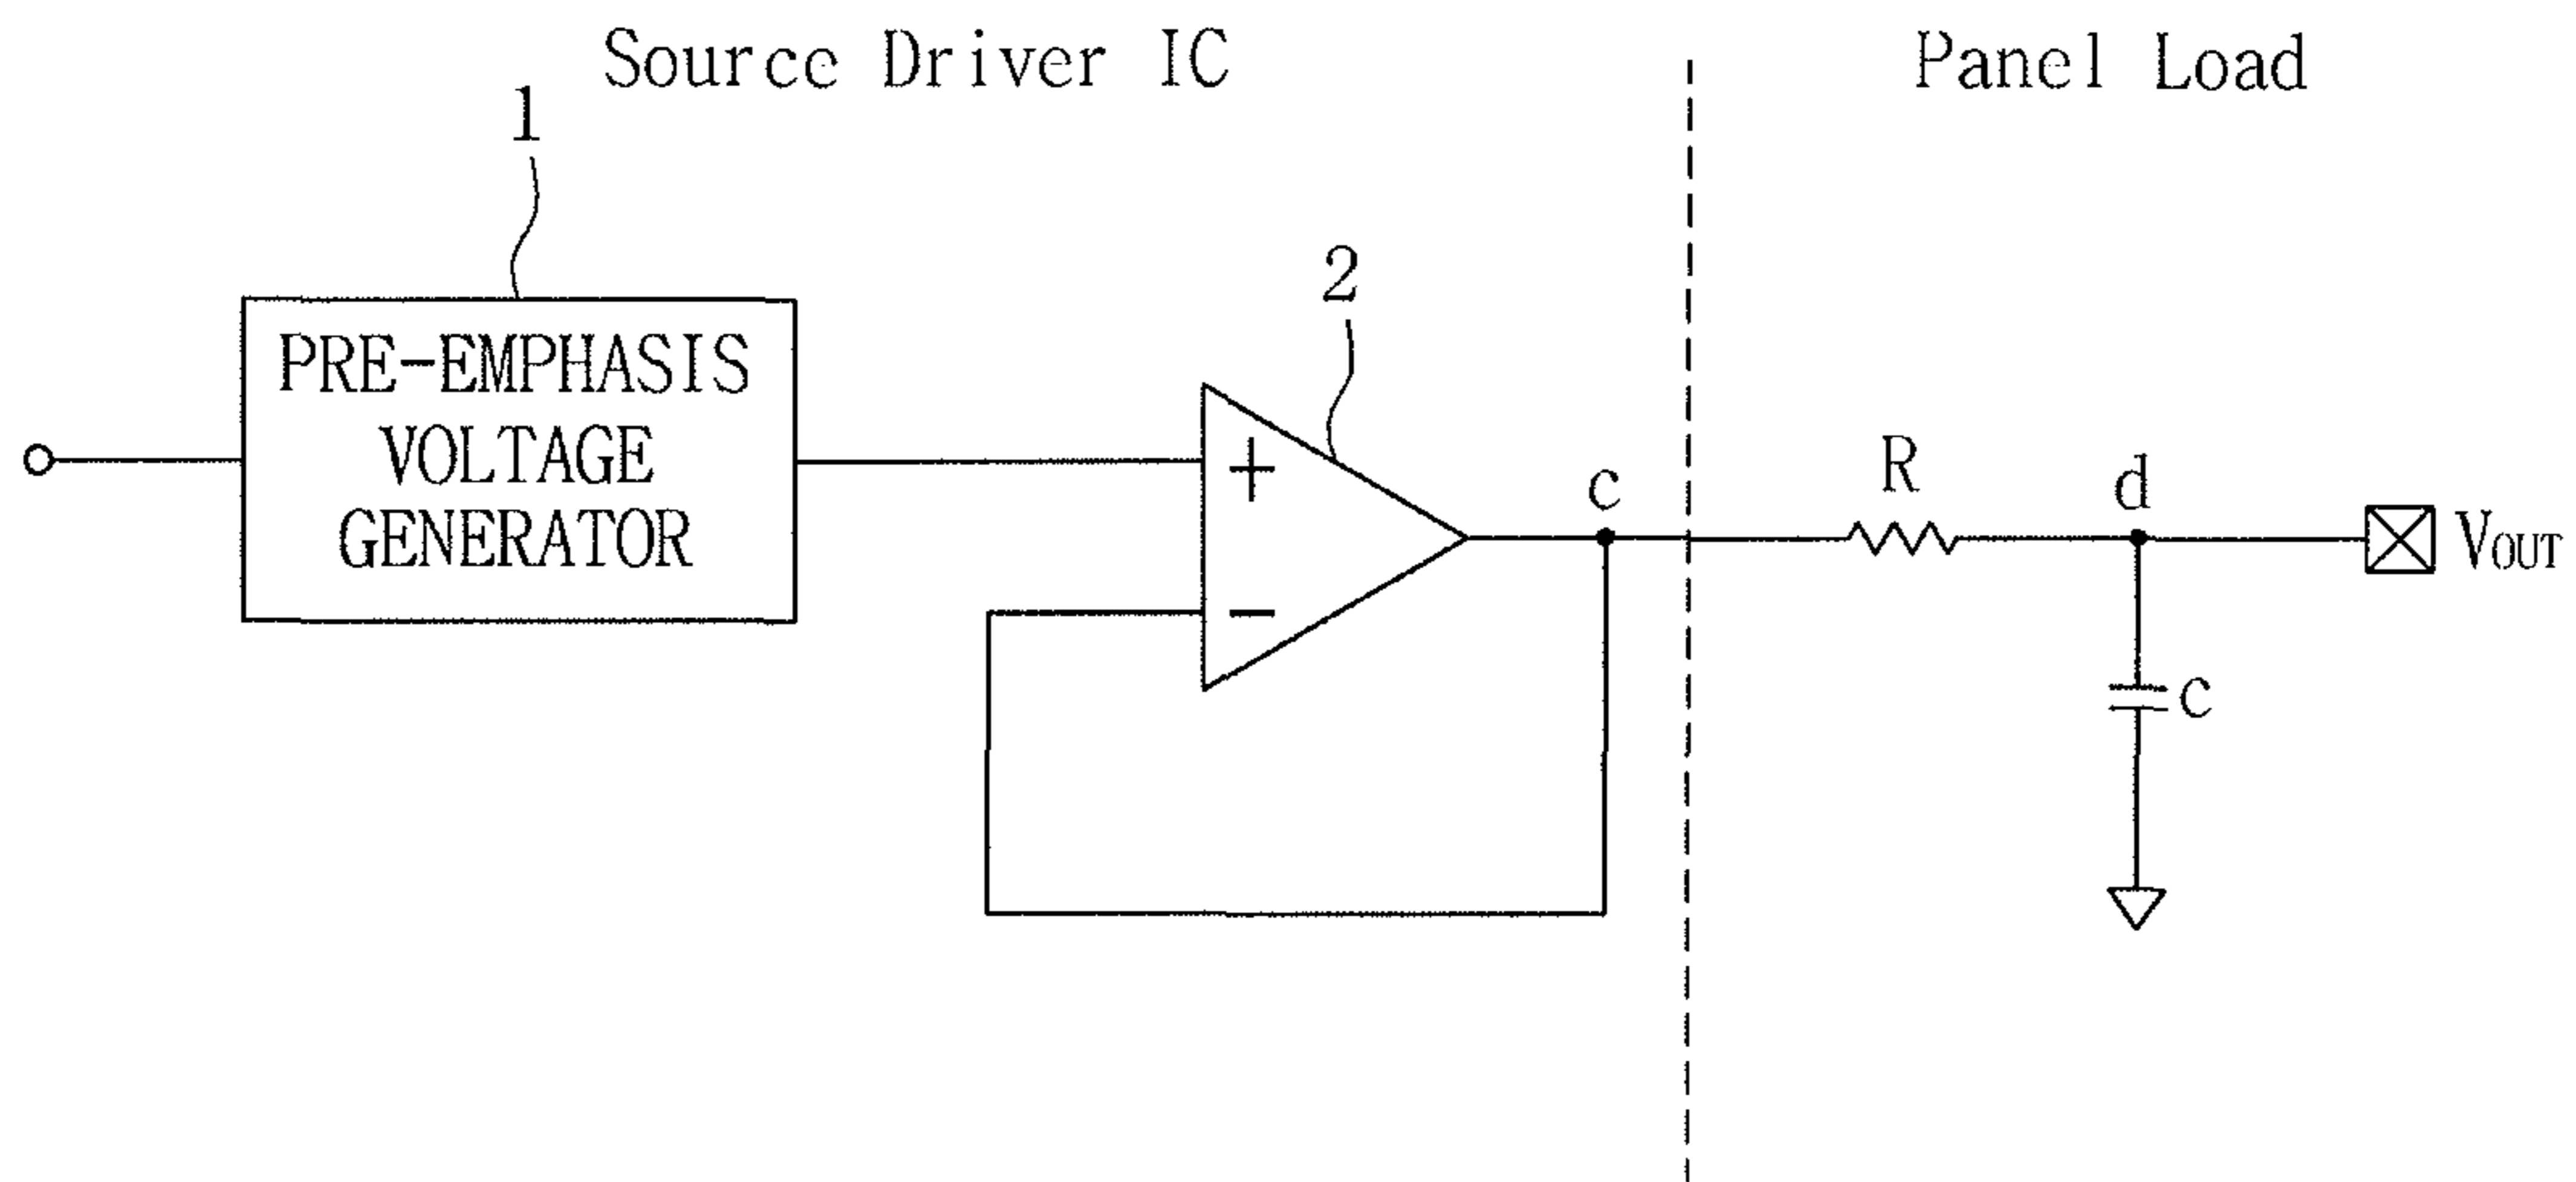 Source Driver IC
Panel Load
1
PRE-EMPHASIS
VOLTAGE
GENERATOR
2
+
−
c
R
d
VOUT
C